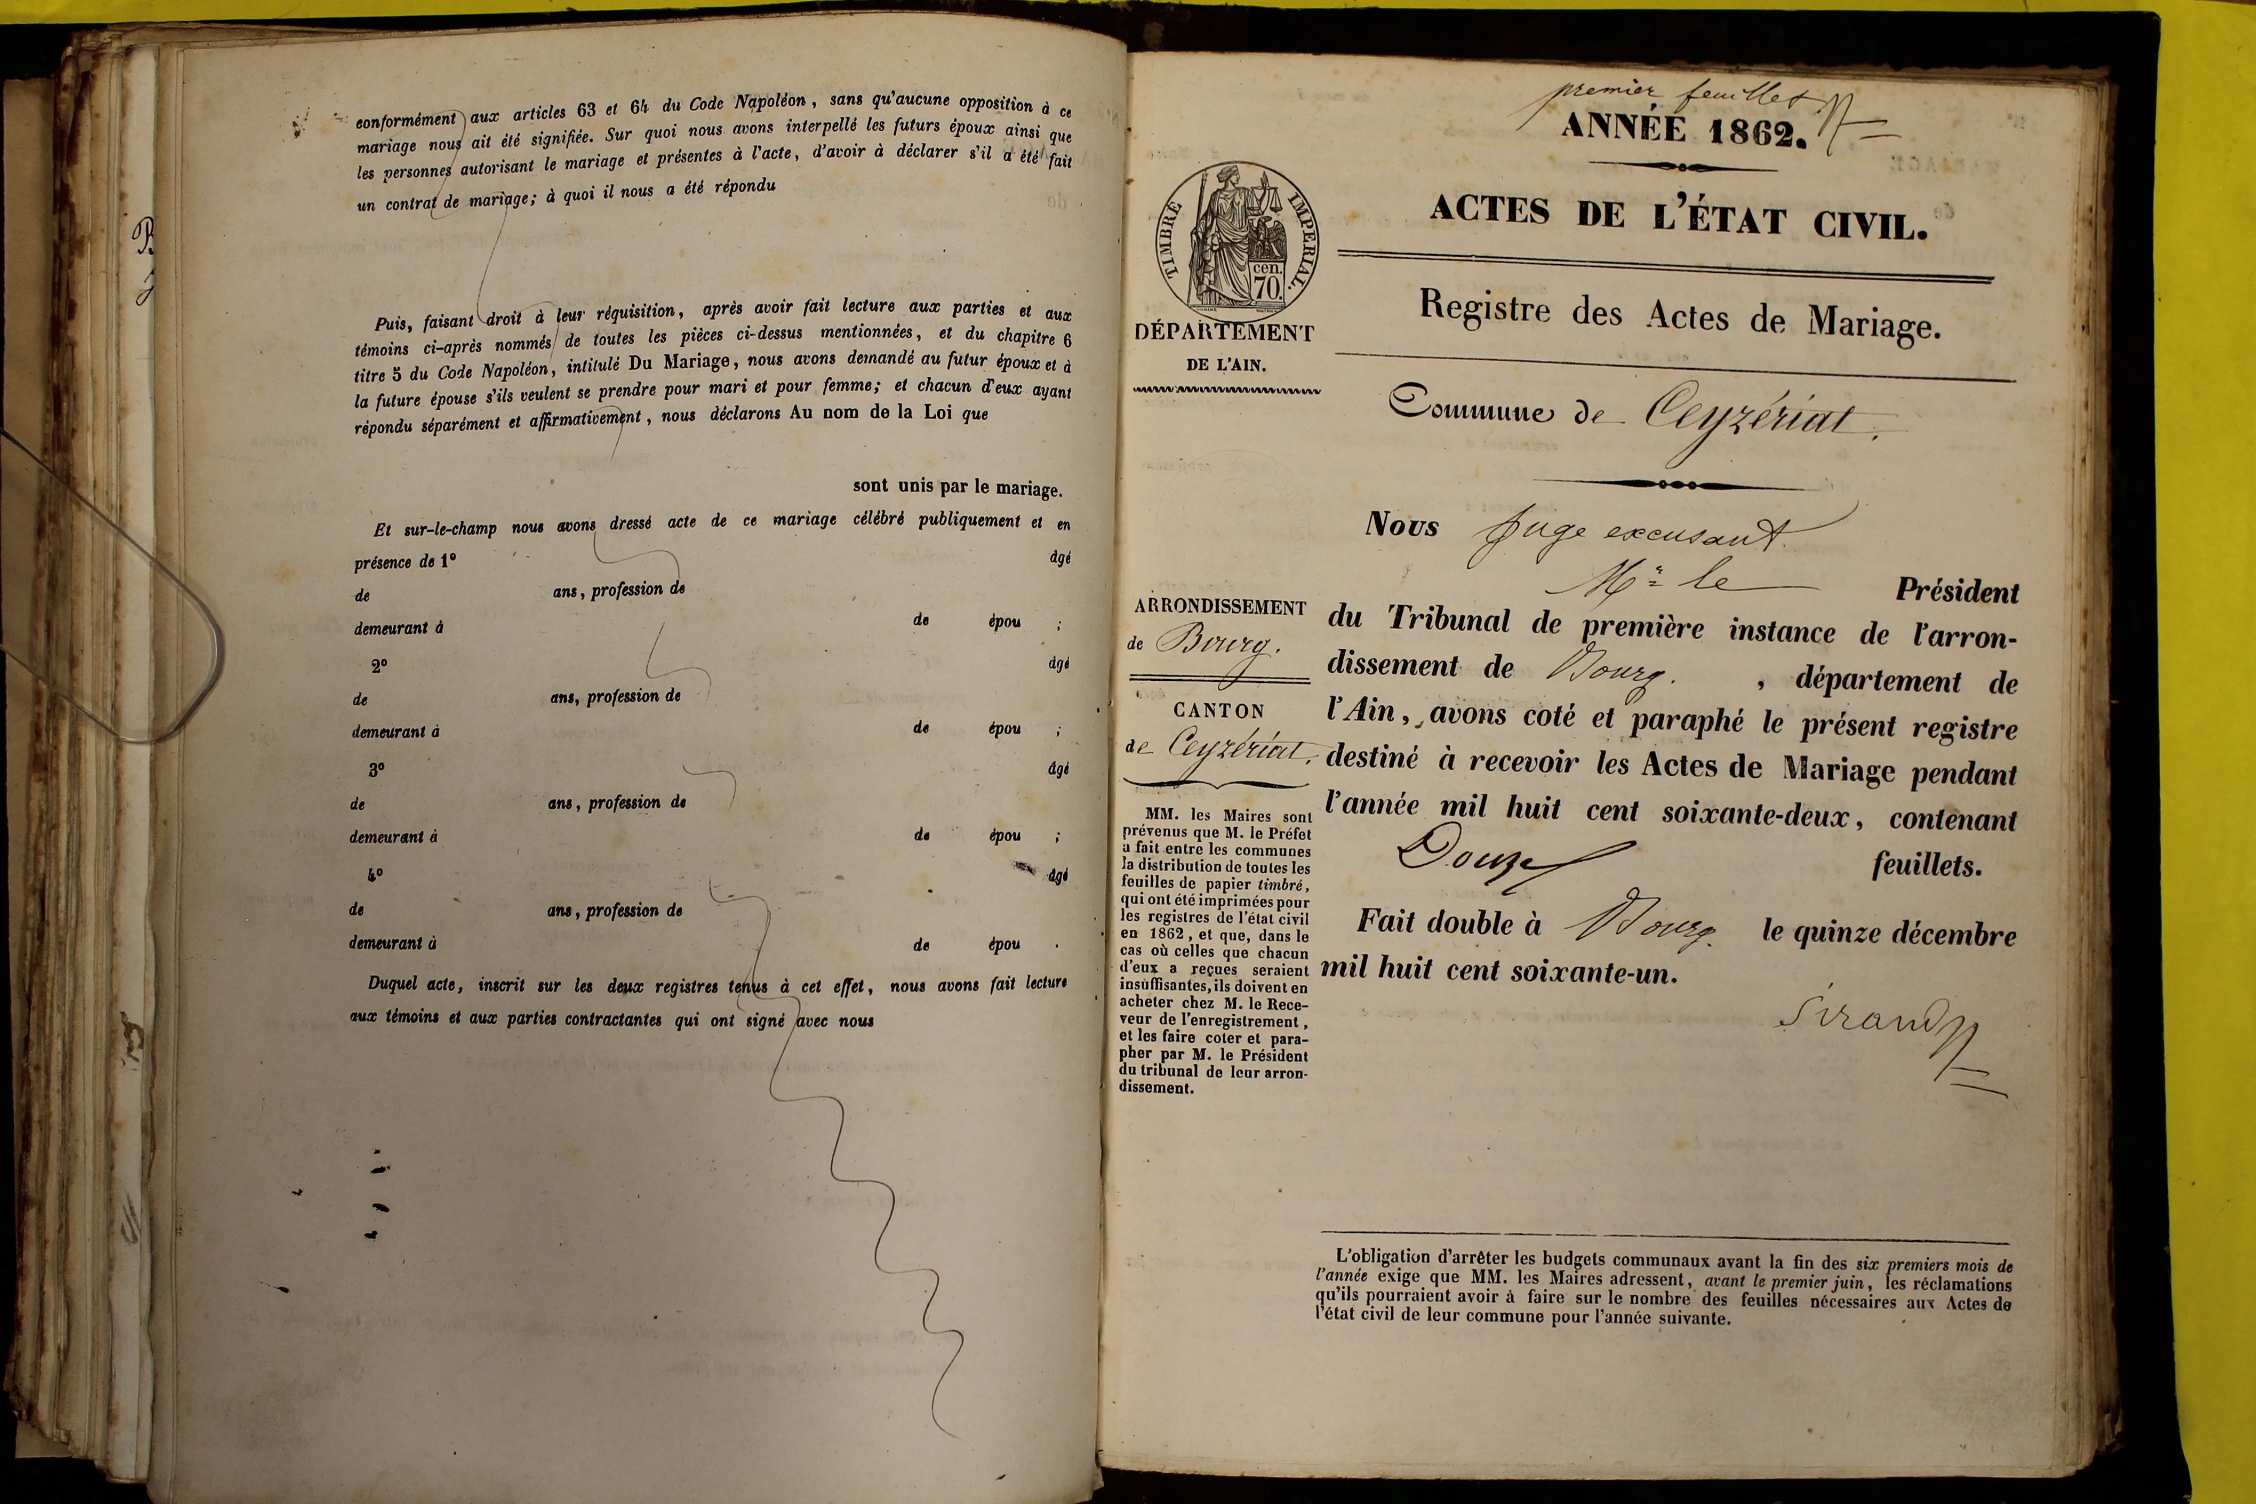 conformément aux articles 63 et 64 du Code Napoléon, sans qu'aucune opposition à ce
mariage nous ait été signifiée. Sur quoi nous avons interpellé les futurs époux ainsi que
les personnes autorisant le mariage et présentes à l'acte, d'avoir à déclarer s'il a été fait
un contrat de mariage; à quoi il nous a été répondu
Puis, faisant droit à leur réquisition, après avoir fait lecture aux parties et aux
témoins ci-après nommés de toutes les pièces ci-dessus mentionnées, et du chapitre 6
titre 5 du Code Napoléon, intitulé Du Mariage, nous avons demandé au futur époux et à
la future épouse s'ils veulent se prendre pour mari et pour femme; et chacun d'eux ayant
répondu séparément et affirmativement, nous déclarons Au nom de la Loi que
sont unis par le mariage.
Et sur-le-champ nous avons dressé acte de ce mariage célébré publiquement et en
présence de 1º âgé
de ans, profession de
demeurant à de épou ;
2º âgé
de ans, profession de
demeurant à de épou ;
3º âgé
de ans, profession de
demeurant à de épou ;
4º âgé
de ans, profession de
demeurant à de épou .
Duquel acte, inscrit sur les deux registres tenus à cet effet, nous avons fait lecture
aux témoins et aux parties contractantes qui ont signé avec nous
premier feuillet
ANNÉE 1862.
ACTES DE L'ÉTAT CIVIL.
Registre des Actes de Mariage.
Commune de Ceyzériat.
TIMBRE IMPERIAL.
cen.
70.
DÉPARTEMENT
DE L'AIN.
ARRONDISSEMENT
de Bourg.
CANTON
de Ceyzériat.
MM. les Maires sont
prévenus que M. le Préfet
a fait entre les communes
la distribution de toutes les
feuilles de papier timbré,
qui ont été imprimées pour
les registres de l'état civil
en 1862, et que, dans le
cas où celles que chacun
d'eux a reçues seraient
insuffisantes, ils doivent en
acheter chez M. le Rece-
veur de l'enregistrement,
et les faire coter et para-
pher par M. le Président
du tribunal de leur arron-
dissement.
Nous Juge excusant
Mr le Président
du Tribunal de première instance de l'arron-
dissement de Bourg. , département de
l'Ain, avons coté et paraphé le présent registre
destiné à recevoir les Actes de Mariage pendant
l'année mil huit cent soixante-deux, contenant
Douze feuillets.
Fait double à Bourg. le quinze décembre
mil huit cent soixante-un.
Sirand
L'obligation d'arrêter les budgets communaux avant la fin des six premiers mois de
l'année exige que MM. les Maires adressent, avant le premier juin, les réclamations
qu'ils pourraient avoir à faire sur le nombre des feuilles nécessaires aux Actes de
l'état civil de leur commune pour l'année suivante.